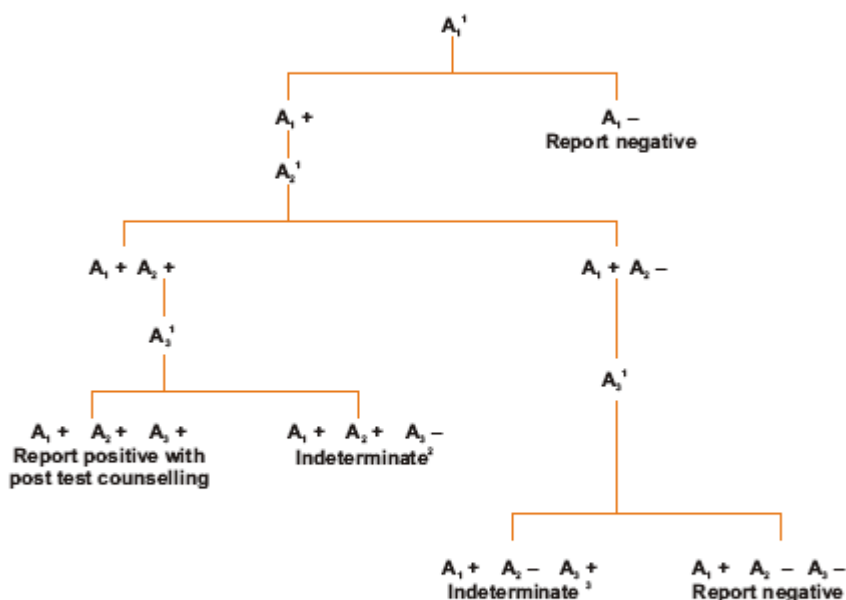 A₁¹
A₁ + A₁ –
Report negative
A₂¹
A₁ + A₂ + A₁ + A₂ –
A₃¹
A₃¹
A₁ + A₂ + A₃ + A₁ + A₂ + A₃ –
Report positive with Indeterminate²
post test counselling
A₁ + A₂ – A₃ + A₁ + A₂ – A₃ –
Indeterminate ³ Report negative